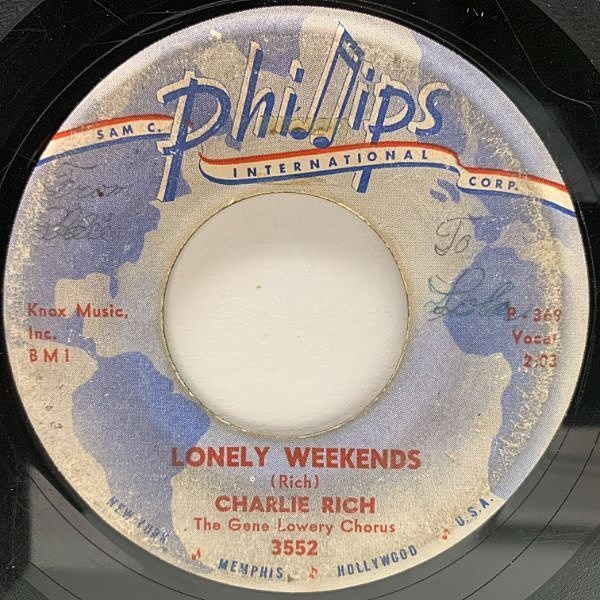 SAM C. Phillips
INTERNATIONAL CORP.
From
To
Lola
Knox Music,
Inc.
BMI
P-369
Vocal
2:03
LONELY WEEKENDS
(Rich)
CHARLIE RICH
The Gene Lowery Chorus
3552
NEW YORK ♪ MEMPHIS ♪ HOLLYWOOD ♪ U.S.A.